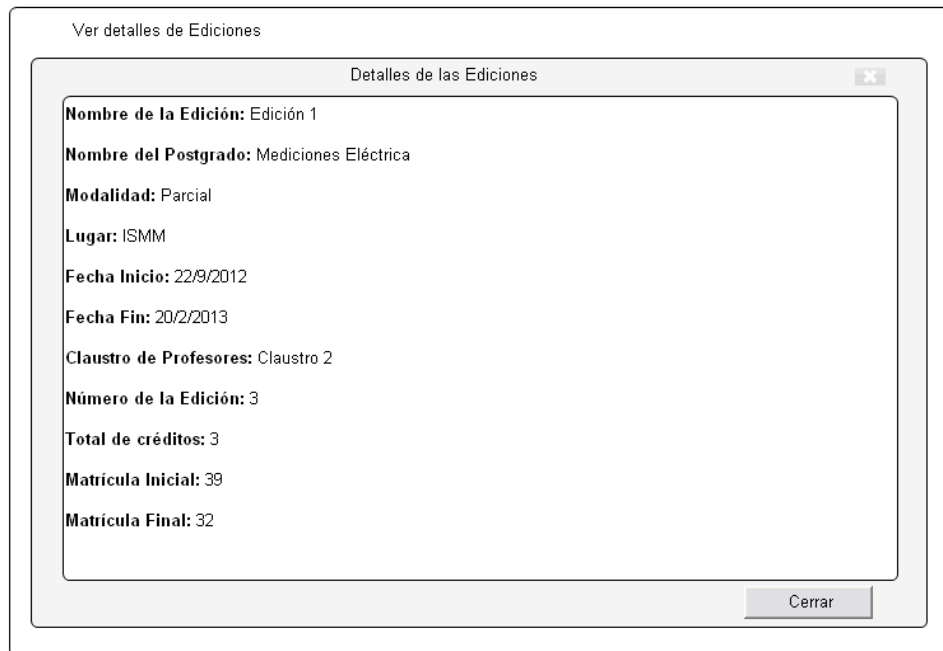 Ver detalles de Ediciones
Detalles de las Ediciones
Nombre de la Edición: Edición 1
Nombre del Postgrado: Mediciones Eléctrica
Modalidad: Parcial
Lugar: ISMM
Fecha Inicio: 22/9/2012
Fecha Fin: 20/2/2013
Claustro de Profesores: Claustro 2
Número de la Edición: 3
Total de créditos: 3
Matrícula Inicial: 39
Matrícula Final: 32
Cerrar